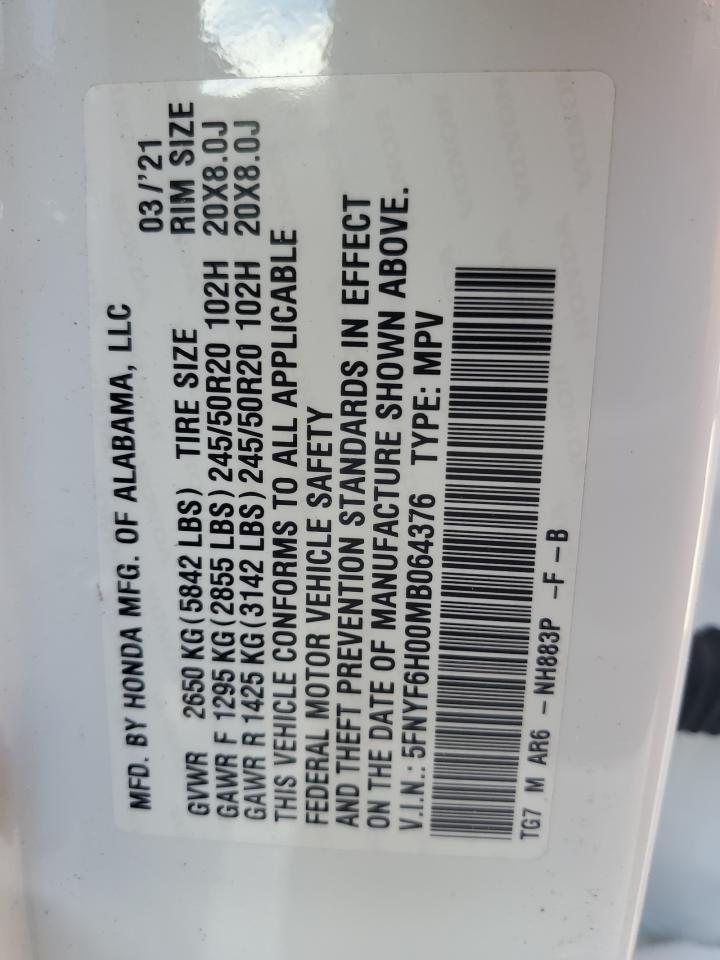 MFD. BY HONDA MFG. OF ALABAMA, LLC 03/'21
GVWR 2650 KG(5842 LBS) TIRE SIZE RIM SIZE
GAWR F 1295 KG(2855 LBS) 245/50R20 102H 20X8.0J
GAWR R 1425 KG(3142 LBS) 245/50R20 102H 20X8.0J
THIS VEHICLE CONFORMS TO ALL APPLICABLE
FEDERAL MOTOR VEHICLE SAFETY
AND THEFT PREVENTION STANDARDS IN EFFECT
ON THE DATE OF MANUFACTURE SHOWN ABOVE.
V.I.N.: 5FNYF6H00MB064376 TYPE: MPV
TG7 M AR6 -NH883P -F -B